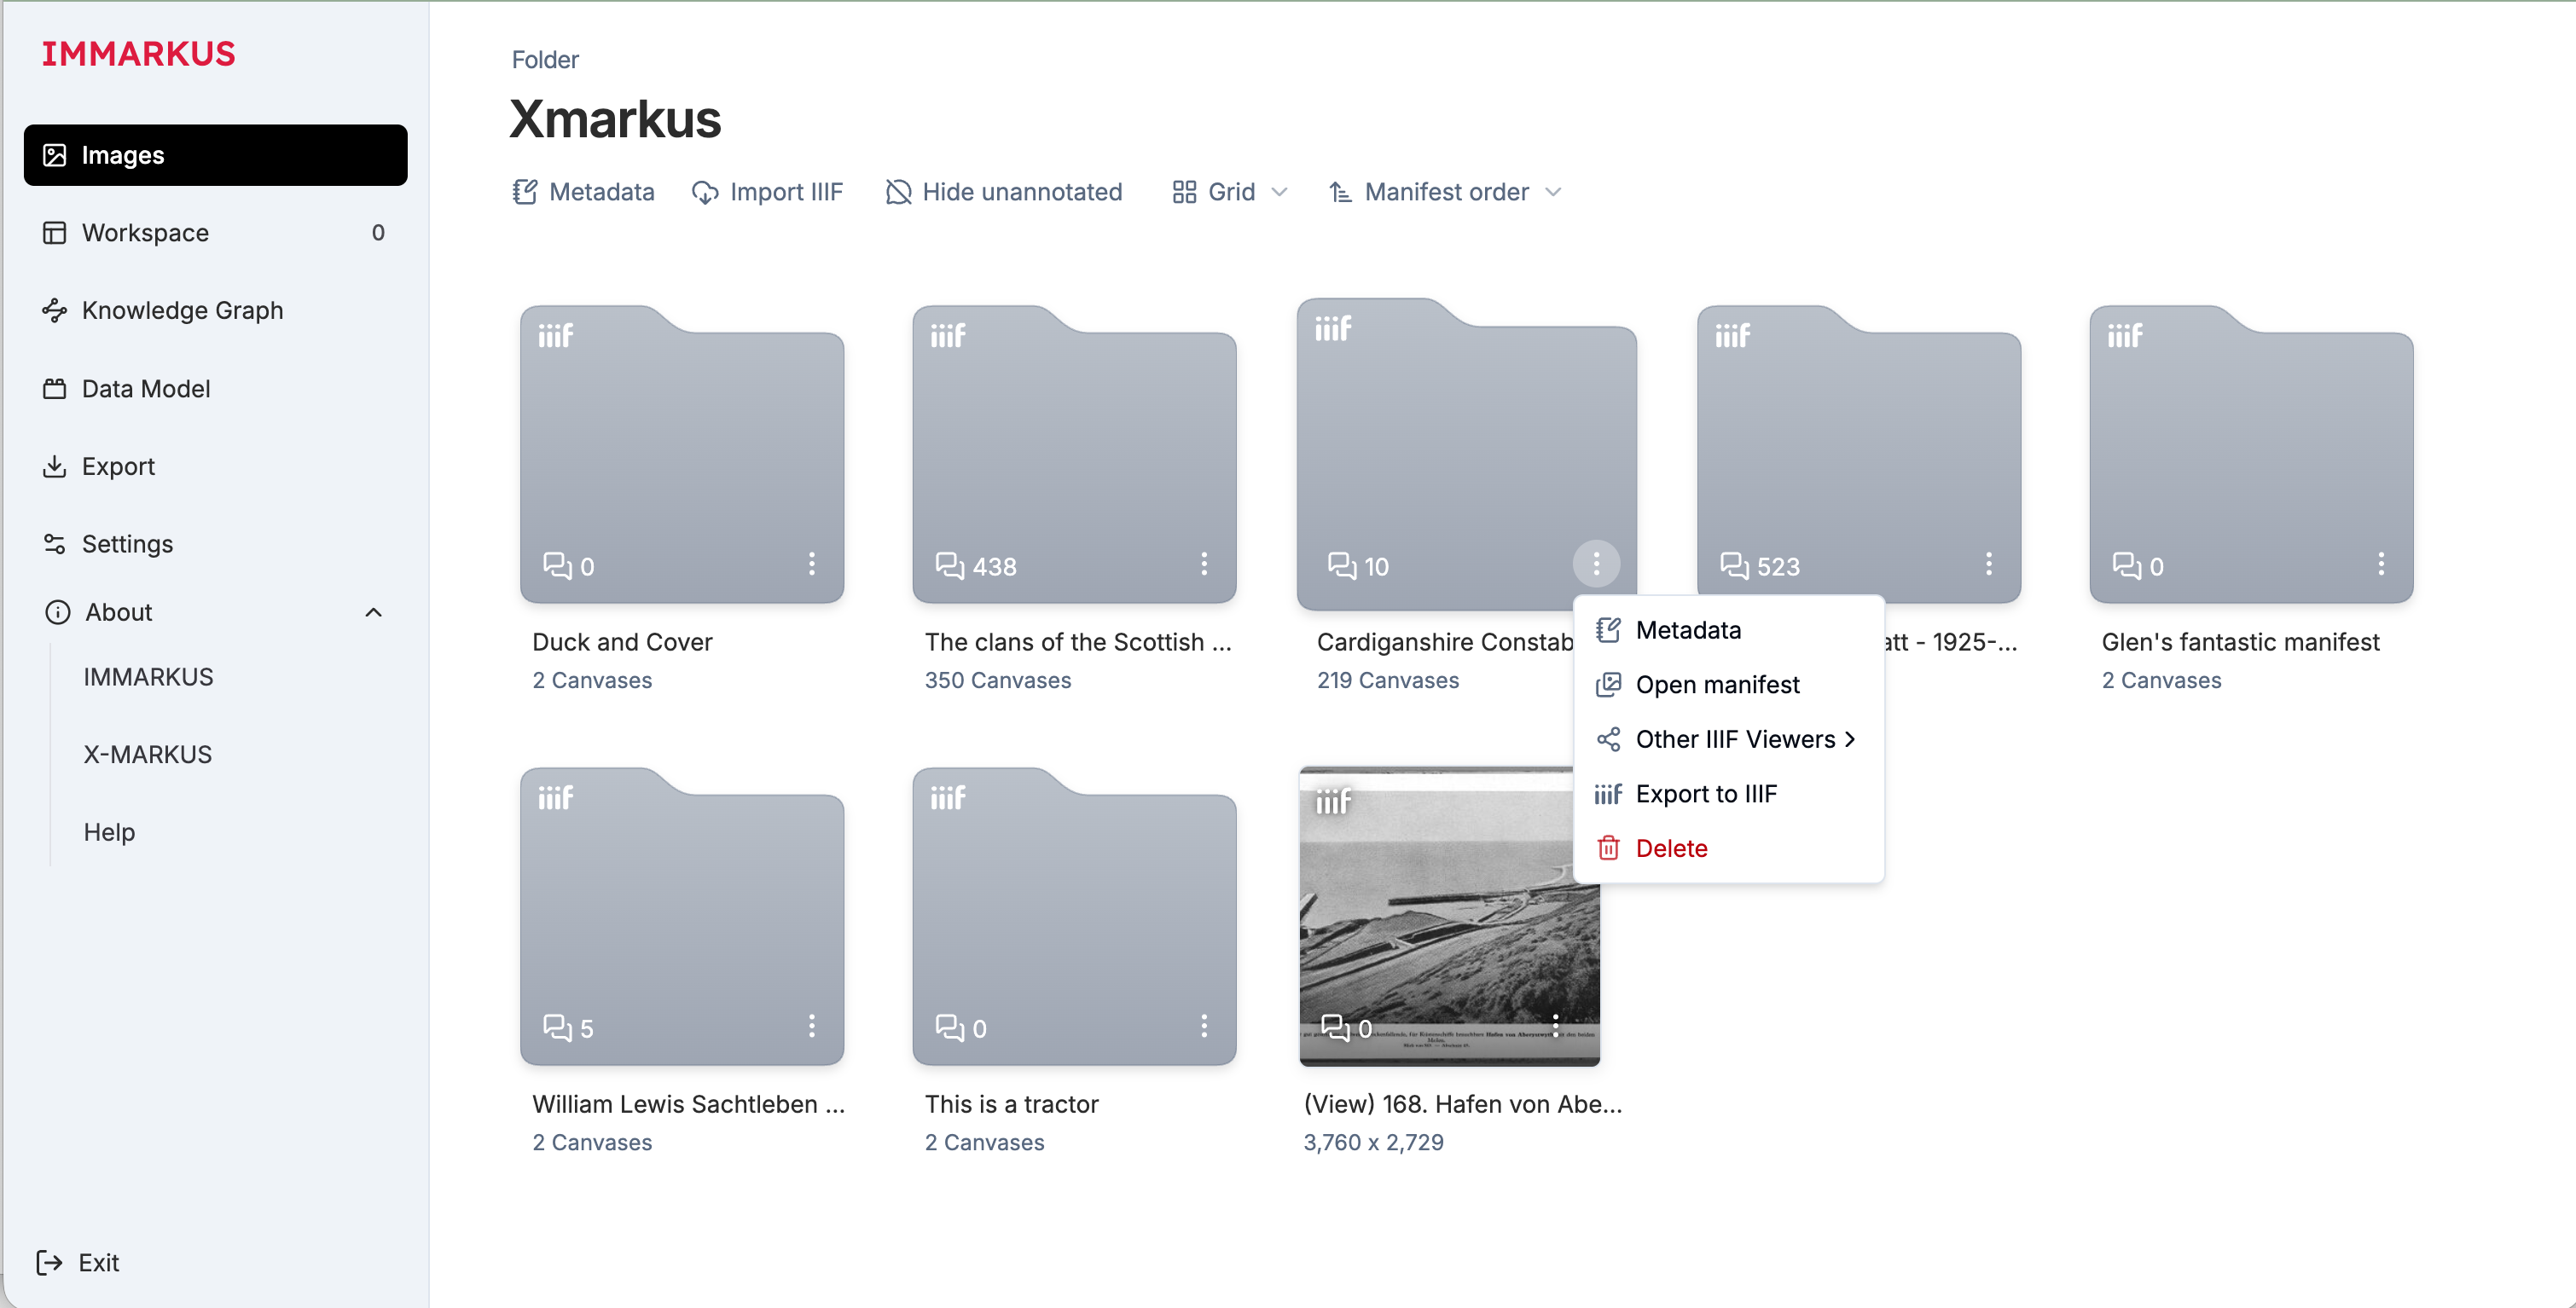 IMMARKUS
Images
Workspace 0
Knowledge Graph
Data Model
Export
Settings
About
IMMARKUS
X-MARKUS
Help
Exit
Folder
Xmarkus
Metadata Import IIIF Hide unannotated Grid Manifest order
iiif iiif iiif iiif iiif
0 438 10 523 0
Duck and Cover The clans of the Scottish ... Cardiganshire Constab att - 1925-... Glen's fantastic manifest
2 Canvases 350 Canvases 219 Canvases 2 Canvases
Metadata
Open manifest
Other IIIF Viewers
iiif Export to IIIF
Delete
iiif iiif iiif
5 0 0
William Lewis Sachtleben ... This is a tractor (View) 168. Hafen von Abe...
2 Canvases 2 Canvases 3,760 x 2,729